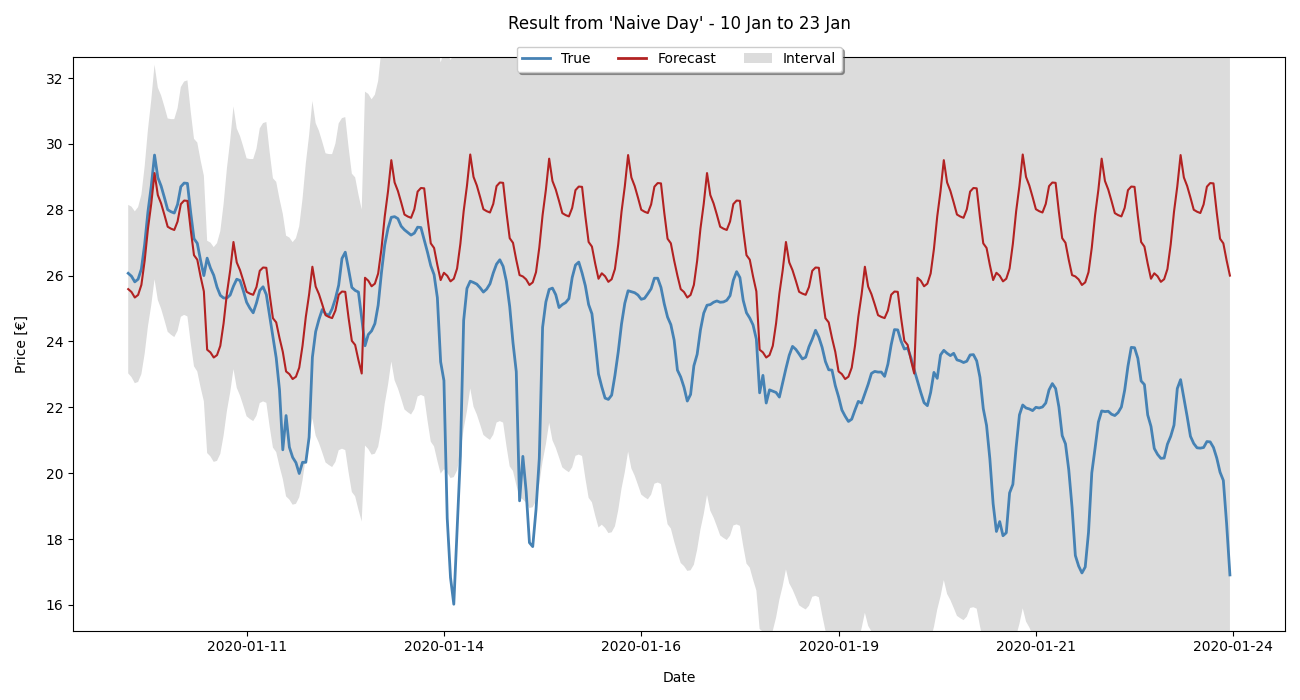 Result from 'Naive Day' - 10 Jan to 23 Jan
True Forecast Interval
Price [€]
32
30
28
26
24
22
20
18
16
2020-01-11 2020-01-14 2020-01-16 2020-01-19 2020-01-21 2020-01-24
Date